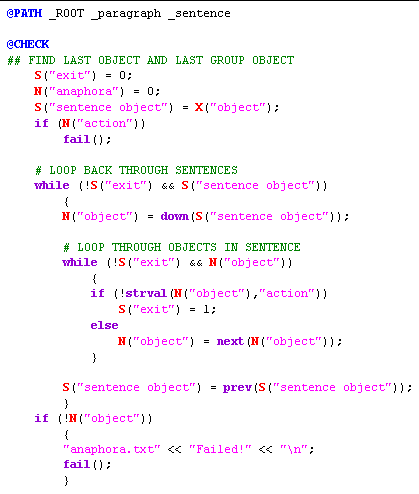 @PATH _ROOT _paragraph _sentence
@CHECK
## FIND LAST OBJECT AND LAST GROUP OBJECT
S("exit") = 0;
N("anaphora") = 0;
S("sentence object") = X("object");
if (N("action"))
fail();
# LOOP BACK THROUGH SENTENCES
while (!S("exit") && S("sentence object"))
{
N("object") = down(S("sentence object"));
# LOOP THROUGH OBJECTS IN SENTENCE
while (!S("exit") && N("object"))
{
if (!strval(N("object"),"action"))
S("exit") = 1;
else
N("object") = next(N("object"));
}
S("sentence object") = prev(S("sentence object"));
}
if (!N("object"))
{
"anaphora.txt" << "Failed!" << "\n";
fail();
}